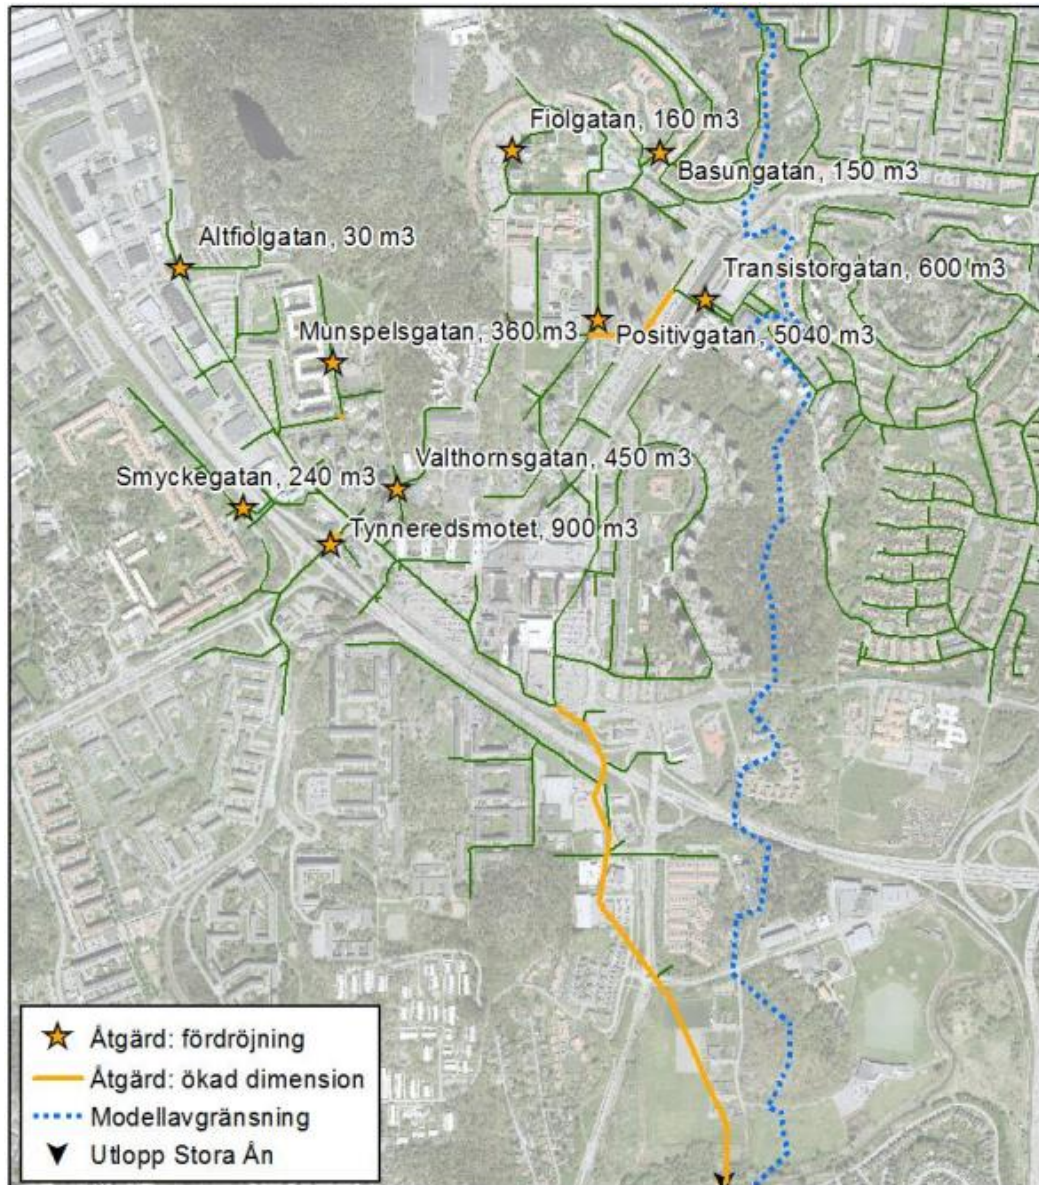 Fiolgatan, 160 m3
Basungatan, 150 m3
Altfiolgatan, 30 m3
Transistorgatan, 600 m3
Munspelsgatan, 360 m3
Positivgatan, 5040 m3
Valthornsgatan, 450 m3
Smyckegatan, 240 m3
Tynneredsmotet, 900 m3
Åtgärd: fördröjning
Åtgärd: ökad dimension
Modellavgränsning
Utlopp Stora Ån